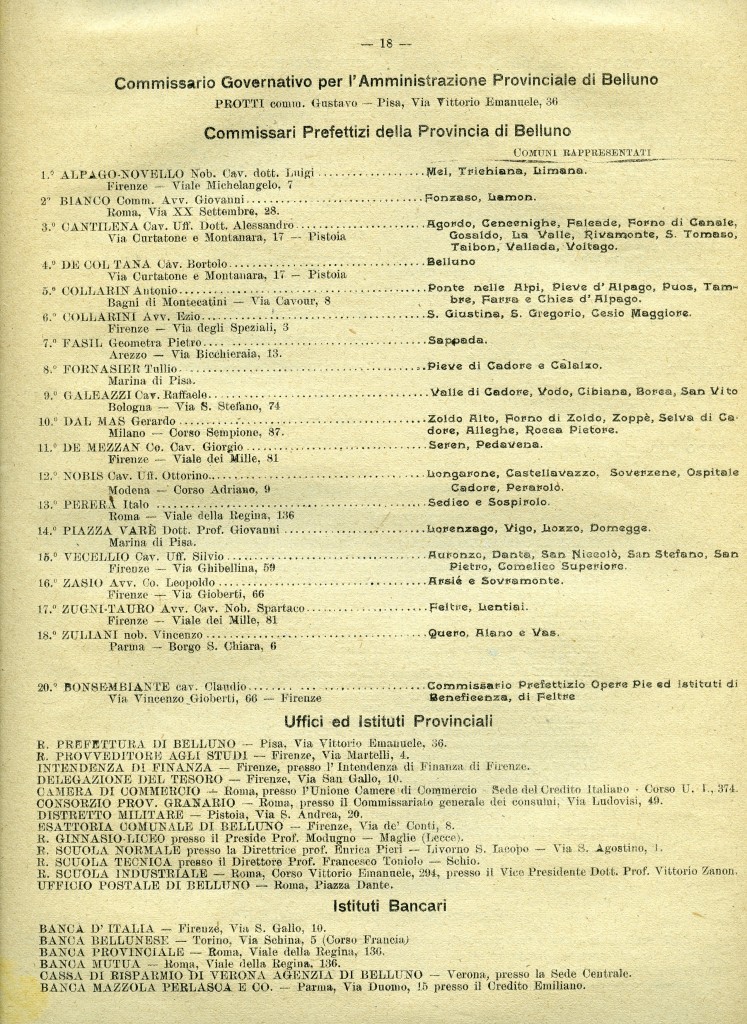 — 18 —
Commissario Governativo per l'Amministrazione Provinciale di Belluno
PROTTI comm. Gustavo — Pisa, Via Vittorio Emanuele, 36
Commissari Prefettizi della Provincia di Belluno
COMUNI RAPPRESENTATI
1.° ALPAGO-NOVELLO Nob. Cav. dott. Luigi .................. Mel, Trichiana, Limana.
Firenze — Viale Michelangelo, 7
2° BIANCO Comm. Avv. Giovanni .............................. Fonzaso, Lamon.
Roma, Via XX Settembre, 28.
3.° CANTILENA Cav. Uff. Dott. Alessandro .................. Agordo, Cencenighe, Falcade, Forno di Canale,
Via Curtatone e Montanara, 17 — Pistoia Gosaldo, La Valle, Rivamonte, S. Tomaso,
Taibon, Vallada, Voltago.
4.° DE COL TANA Cav. Bortolo .............................. Belluno
Via Curtatone e Montanara, 17 — Pistoia
5.° COLLARIN Antonio .............................. Ponte nelle Alpi, Pieve d'Alpago, Puos, Tam-
Bagni di Montecatini — Via Cavour, 8 bre, Farra e Chies d'Alpago.
6.° COLLARINI Avv. Ezio .............................. S. Giustina, S. Gregorio, Cesio Maggiore.
Firenze — Via degli Speziali, 3
7.° FASIL Geometra Pietro .............................. Sappada.
Arezzo — Via Bicchieraia, 13.
8.° FORNASIER Tullio .............................. Pieve di Cadore e Calalzo.
Marina di Pisa.
9.° GALEAZZI Cav. Raffaele .............................. Valle di Cadore, Vodo, Cibiana, Borca, San Vito
Bologna — Via S. Stefano, 74
10.° DAL MAS Gerardo .............................. Zoldo Alto, Forno di Zoldo, Zoppè, Selva di Ca-
Milano — Corso Sempione, 87. dore, Alleghe, Rocca Pietore.
11.° DE MEZZAN Co. Cav. Giorgio .............................. Seren, Pedavena.
Firenze — Viale dei Mille, 81
12.° NOBIS Cav. Uff. Ottorino .............................. Longarone, Castellavazzo, Soverzene, Ospitale
Modena — Corso Adriano, 9 Cadore, Perarolo.
13.° PERERA Italo .............................. Sedico e Sospirolo.
Roma — Viale della Regina, 136
14.° PIAZZA VARÈ Dott. Prof. Giovanni .................. Lorenzago, Vigo, Lozzo, Domegge.
Marina di Pisa.
15.° VECELLIO Cav. Uff. Silvio .............................. Auronzo, Danta, San Niccolò, San Stefano, San
Firenze — Via Ghibellina, 59 Pietro, Comelico Superiore.
16.° ZASIO Avv. Co. Leopoldo .............................. Arsié e Sovramonte.
Firenze — Via Gioberti, 66
17.° ZUGNI-TAURO Avv. Cav. Nob. Spartaco .................. Feltre, Lentiai.
Firenze — Viale dei Mille, 81
18.° ZULIANI nob. Vincenzo .............................. Quero, Alano e Vas.
Parma — Borgo S. Chiara, 6
20.° BONSEMBIANTE cav. Claudio .............................. Commissario Prefettizio Opere Pie ed Istituti di
Via Vincenzo Gioberti, 66 — Firenze Beneficenza, di Feltre
Uffici ed Istituti Provinciali
R. PREFETTURA DI BELLUNO — Pisa, Via Vittorio Emanuele, 36.
R. PROVVEDITORE AGLI STUDI — Firenze, Via Martelli, 4.
INTENDENZA DI FINANZA — Firenze, presso l'Intendenza di Finanza di Firenze.
DELEGAZIONE DEL TESORO — Firenze, Via San Gallo, 10.
CAMERA DI COMMERCIO — Roma, presso l'Unione Camere di Commercio - Sede del Credito Italiano - Corso U. I., 374.
CONSORZIO PROV. GRANARIO — Roma, presso il Commissariato generale dei consumi, Via Ludovisi, 49.
DISTRETTO MILITARE — Pistoia, Via S. Andrea, 20.
ESATTORIA COMUNALE DI BELLUNO — Firenze, Via de' Conti, 8.
R. GINNASIO-LICEO presso il Preside Prof. Modugno — Maglie (Lecce).
R. SCUOLA NORMALE presso la Direttrice prof. Enrica Pieri — Livorno S. Iacopo — Via S. Agostino, 1.
R. SCUOLA TECNICA presso il Direttore Prof. Francesco Toniolo — Schio.
R. SCUOLA INDUSTRIALE — Roma, Corso Vittorio Emanuele, 294, presso il Vice Presidente Dott. Prof. Vittorio Zanon.
UFFICIO POSTALE DI BELLUNO — Roma, Piazza Dante.
Istituti Bancari
BANCA D'ITALIA — Firenze, Via S. Gallo, 10.
BANCA BELLUNESE — Torino, Via Schina, 5 (Corso Francia)
BANCA PROVINCIALE — Roma, Viale della Regina, 136.
BANCA MUTUA — Roma, Viale della Regina, 136.
CASSA DI RISPARMIO DI VERONA AGENZIA DI BELLUNO — Verona, presso la Sede Centrale.
BANCA MAZZOLA PERLASCA E CO. — Parma, Via Duomo, 15 presso il Credito Emiliano.